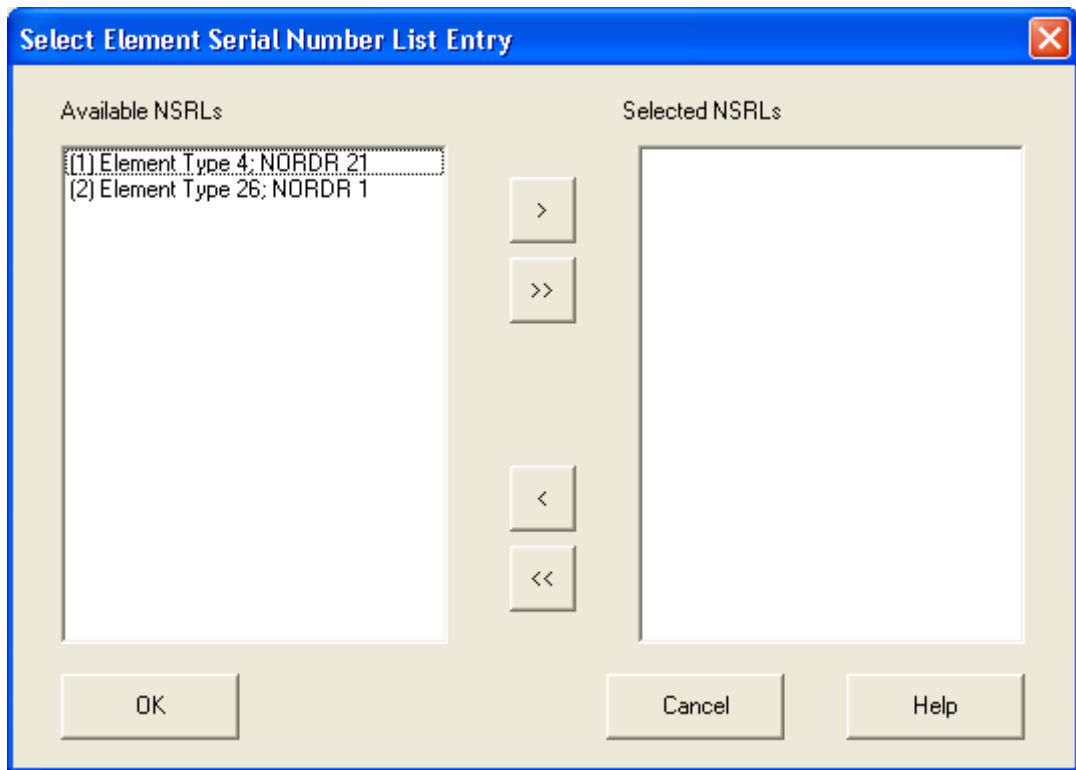 Select Element Serial Number List Entry
Available NSRLs
Selected NSRLs
(1) Element Type 4; NORDR 21
(2) Element Type 26; NORDR 1
>
>>
<
<<
OK
Cancel
Help